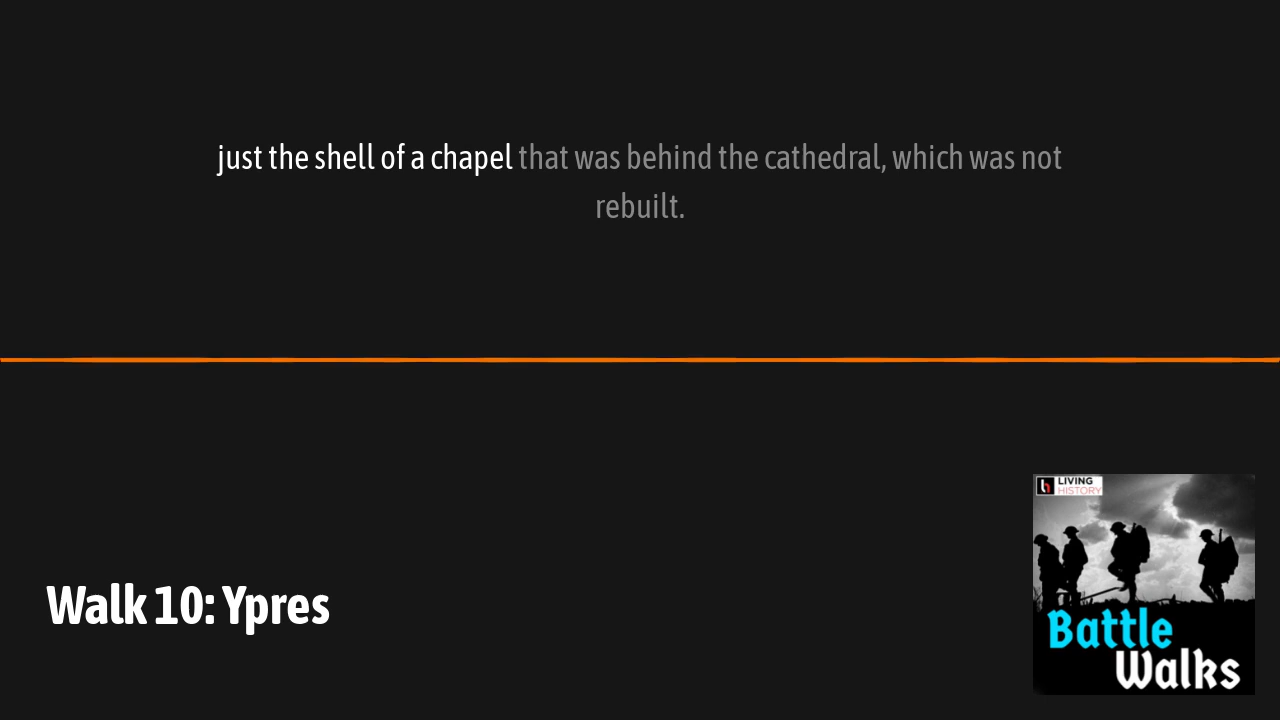 just the shell of a chapel that was behind the cathedral, which was not
rebuilt.
Walk 10: Ypres
LIVING
HISTORY
Battle
Walks